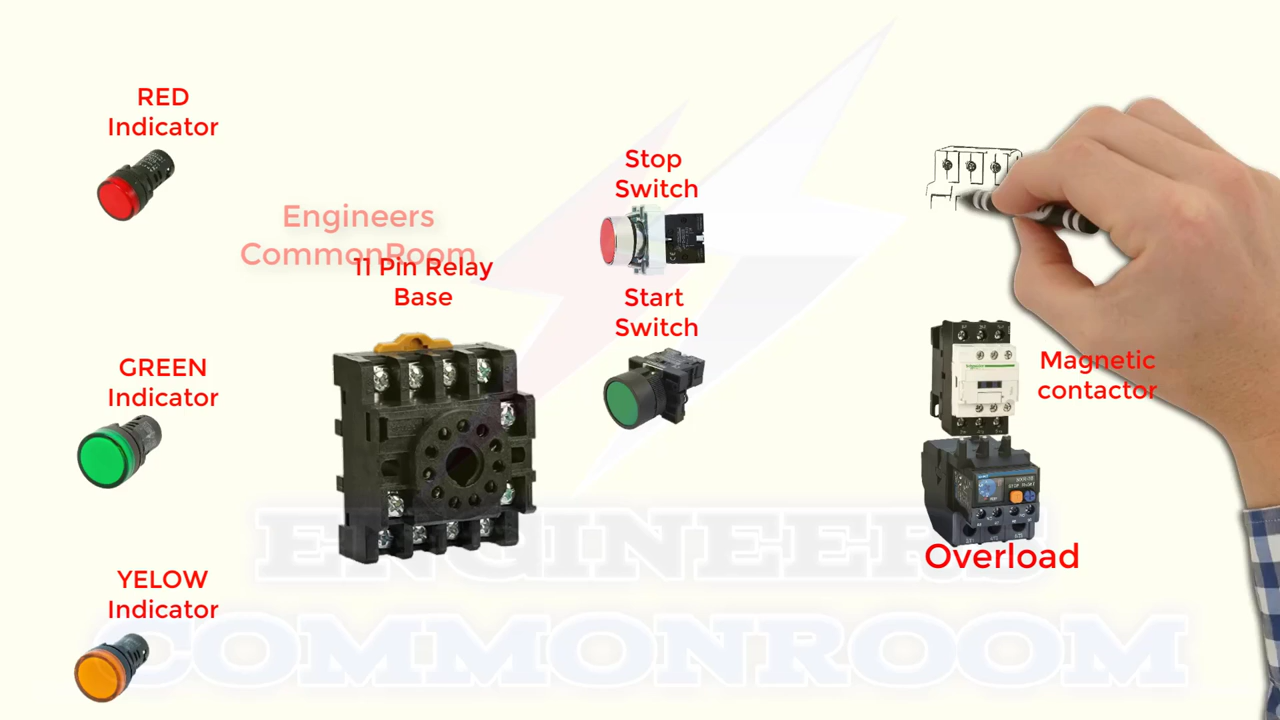 RED
Indicator
Engineers
CommonRoom
11 Pin Relay
Base
Stop
Switch
Start
Switch
GREEN
Indicator
Magnetic
contactor
Overload
YELOW
Indicator
ENGINEERS
COMMONROOM